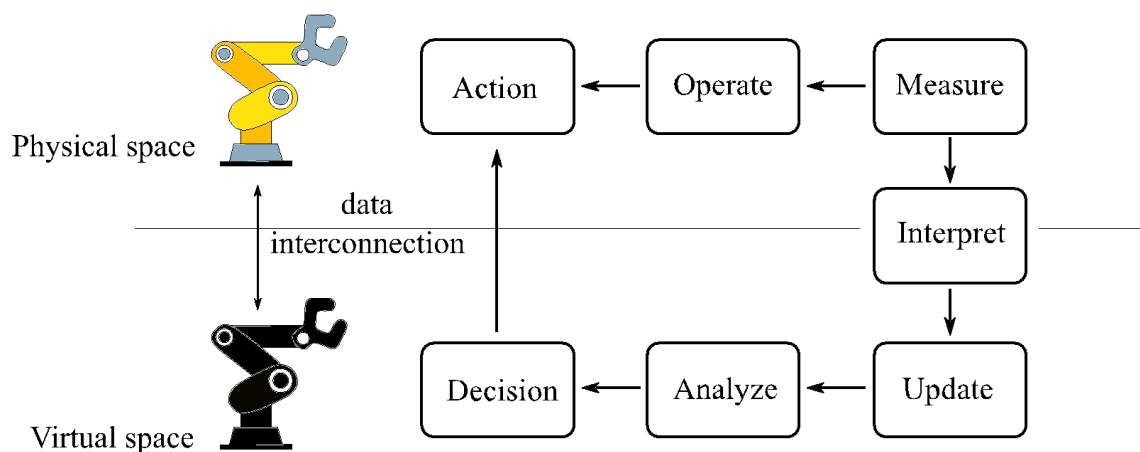 Action
Operate
Measure
Physical space
data
interconnection
Interpret
Decision
Analyze
Update
Virtual space